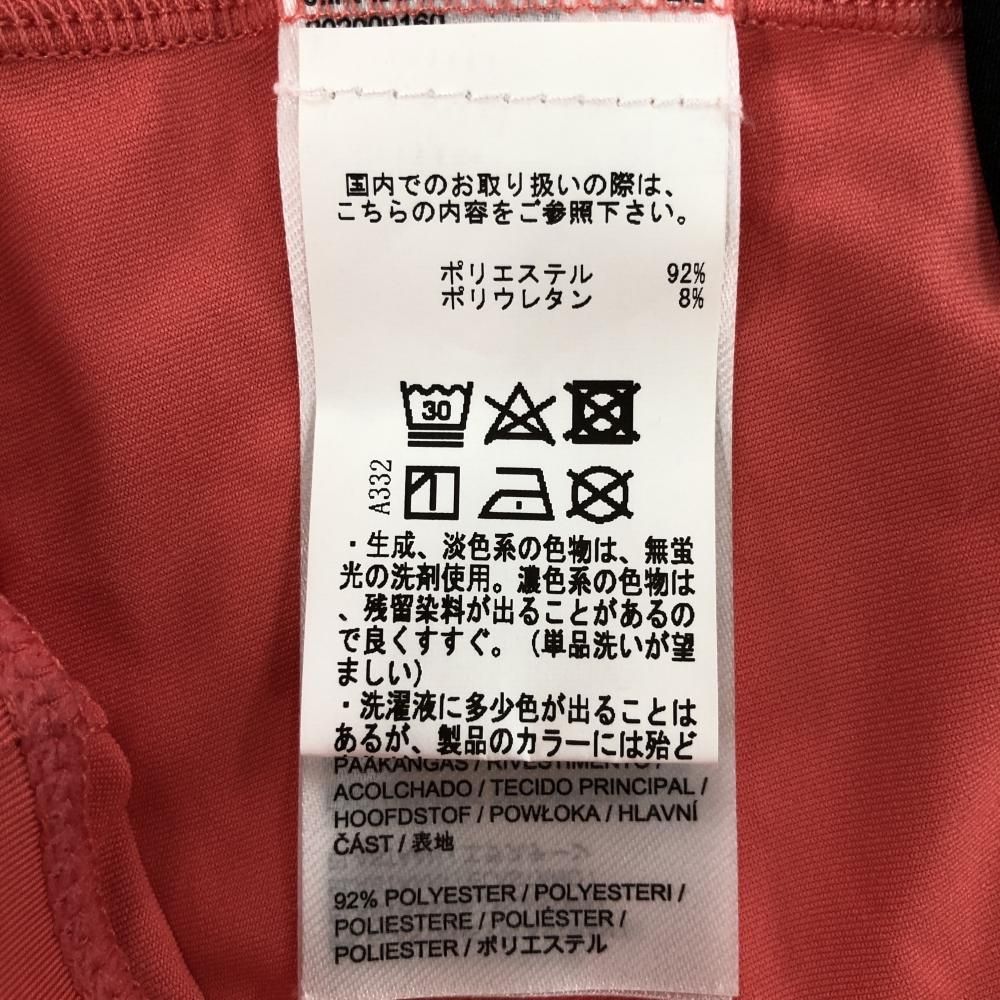 国内でのお取り扱いの際は、
こちらの内容をご参照下さい。
ポリエステル 92%
ポリウレタン 8%
30
A332
・生成、淡色系の色物は、無蛍
光の洗剤使用。濃色系の色物は
、残留染料が出ることがあるの
で良くすすぐ。（単品洗いが望
ましい）
・洗濯液に多少色が出ることは
あるが、製品のカラーには殆ど
PÄÄKANGAS / RIVESTIMENTO /
ACOLCHADO / TECIDO PRINCIPAL /
HOOFDSTOF / POWŁOKA / HLAVNÍ
ČÁST / 表地
92% POLYESTER / POLYESTERI /
POLIESTERE / POLIÉSTER /
POLIESTER / ポリエステル